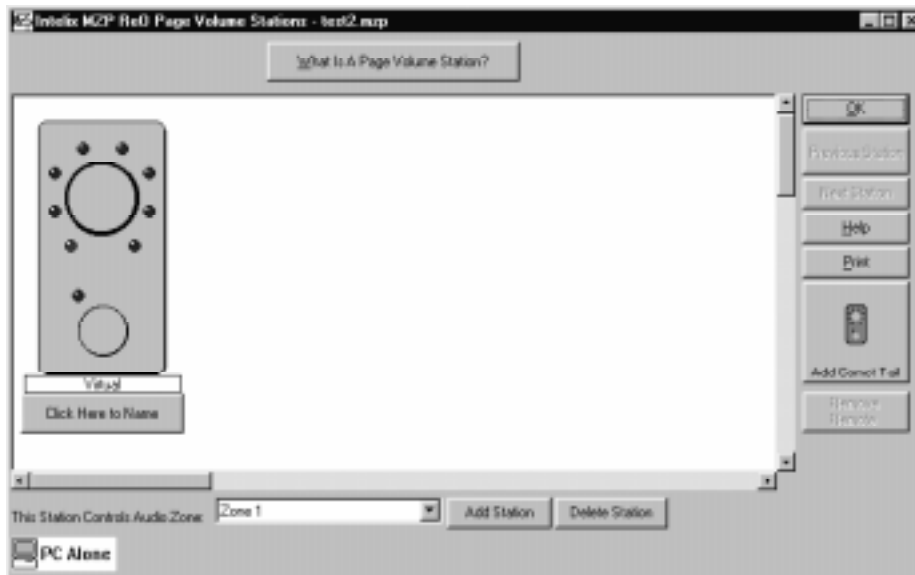 Intelix MZP ReO Page Volume Stations - test2.mzp
What Is A Page Volume Station?
OK
Previous Station
Next Station
Help
Print
Add Comet Tail
Remove
Remote
Virtual
Click Here to Name
This Station Controls Audio Zone:
Zone 1
Add Station
Delete Station
PC Alone